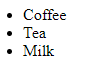 • Coffee
• Tea
• Milk